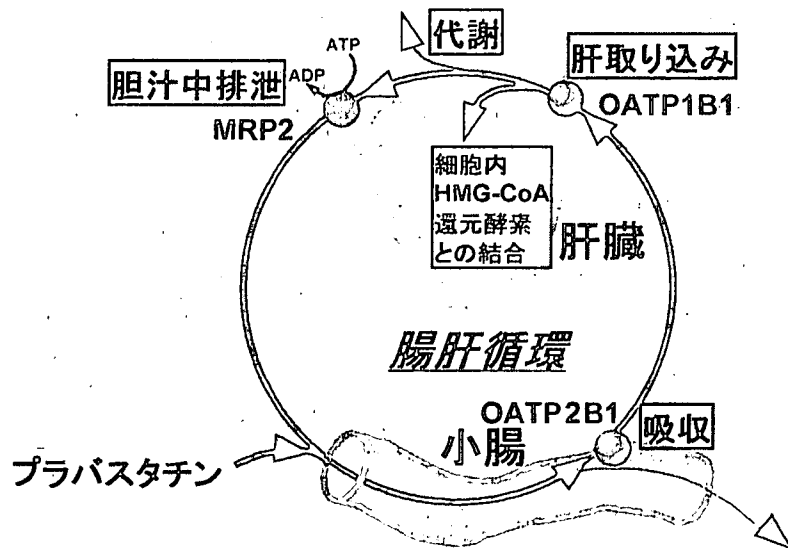 代謝
ATP
ADP
肝取り込み
胆汁中排泄
OATP1B1
MRP2
細胞内
HMG-CoA
還元酵素
との結合
肝臓
腸肝循環
OATP2B1
吸収
小腸
プラバスタチン